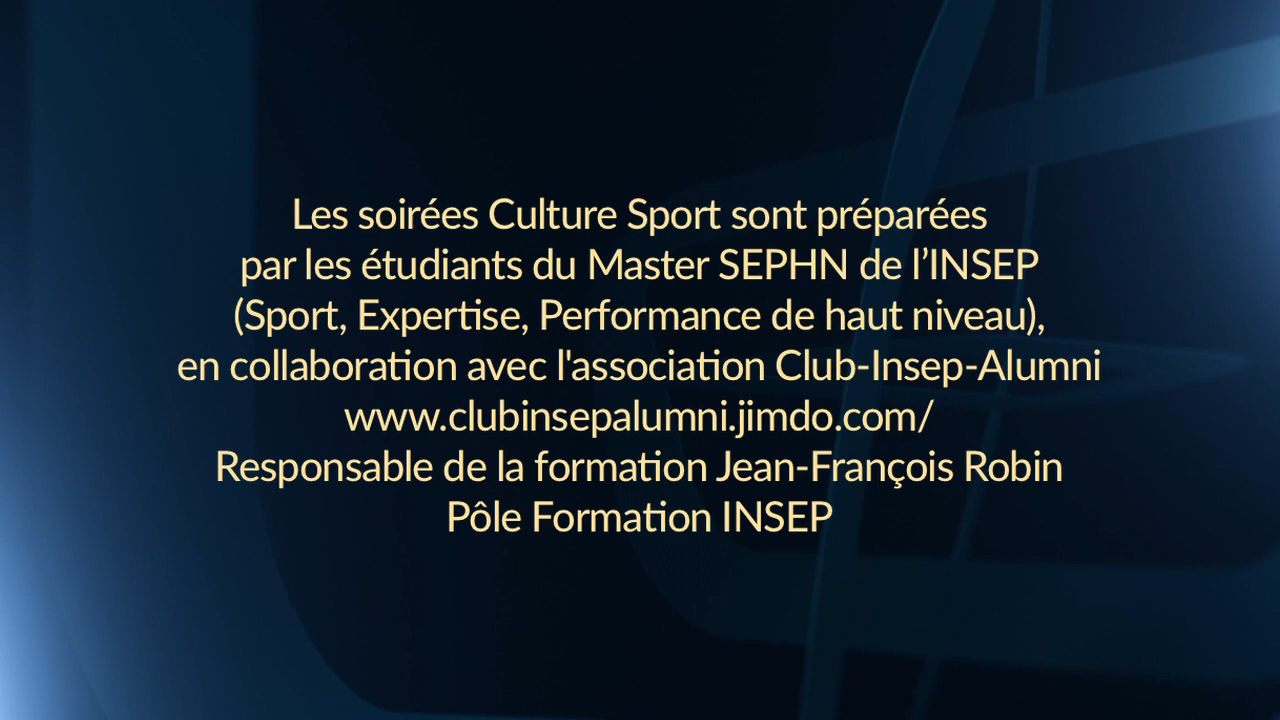 Les soirées Culture Sport sont préparées
par les étudiants du Master SEPHN de l’INSEP
(Sport, Expertise, Performance de haut niveau),
en collaboration avec l'association Club-Insep-Alumni
www.clubinsepalumni.jimdo.com/
Responsable de la formation Jean-François Robin
Pôle Formation INSEP